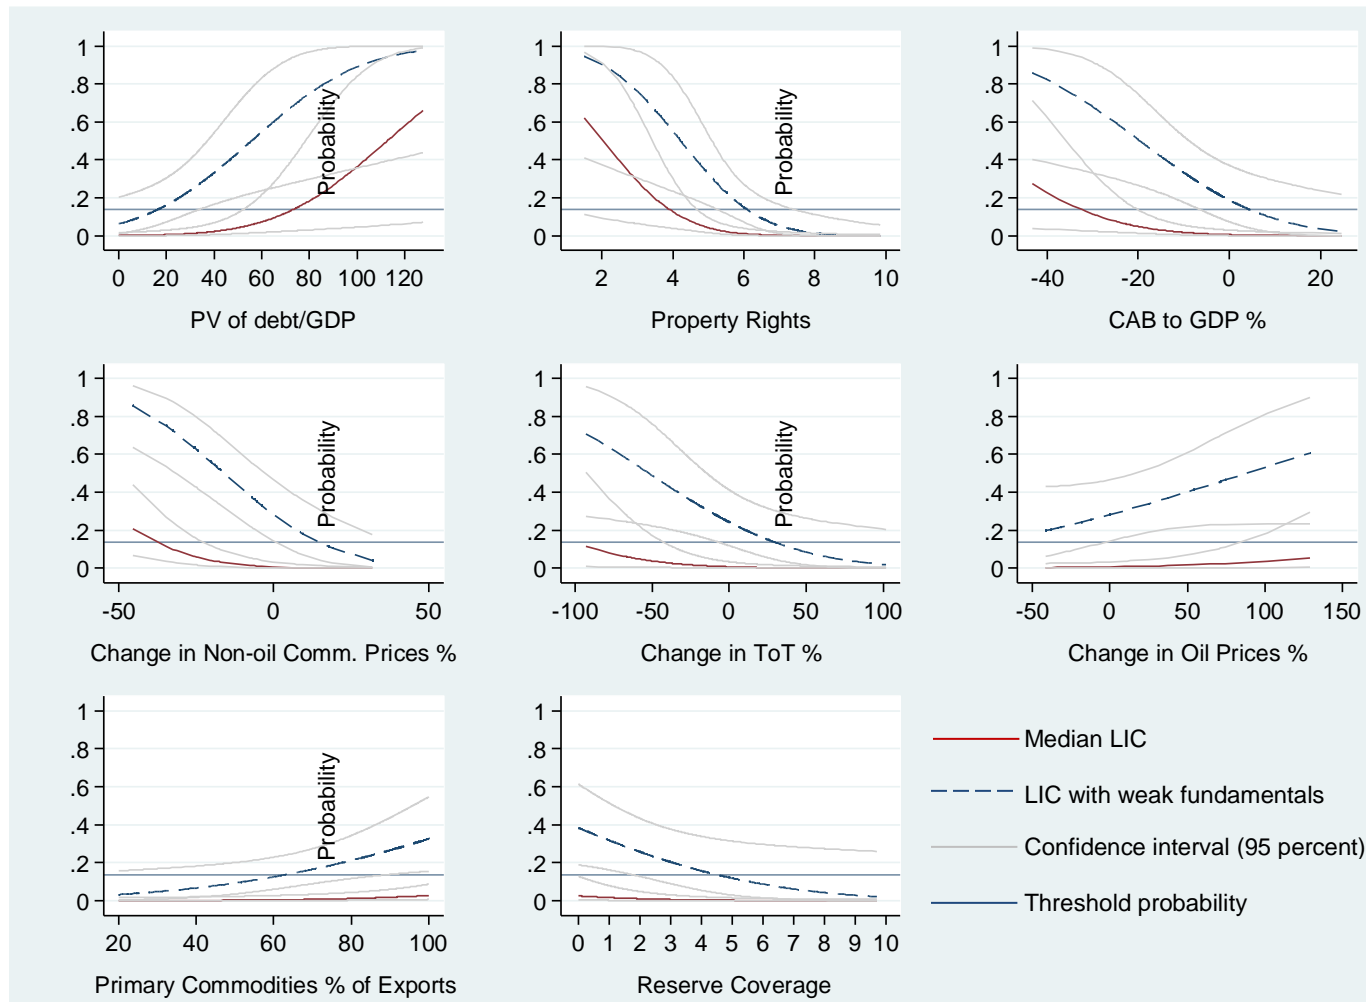 1
.8
.6
.4
.2
0
Probability
0 20 40 60 80 100 120
PV of debt/GDP
1
.8
.6
.4
.2
0
Probability
2 4 6 8 10
Property Rights
1
.8
.6
.4
.2
0
-40 -20 0 20
CAB to GDP %
1
.8
.6
.4
.2
0
Probability
-50 0 50
Change in Non-oil Comm. Prices %
1
.8
.6
.4
.2
0
Probability
-100 -50 0 50 100
Change in ToT %
1
.8
.6
.4
.2
0
-50 0 50 100 150
Change in Oil Prices %
1
.8
.6
.4
.2
0
Probability
20 40 60 80 100
Primary Commodities % of Exports
1
.8
.6
.4
.2
0
0 1 2 3 4 5 6 7 8 9 10
Reserve Coverage
Median LIC
LIC with weak fundamentals
Confidence interval (95 percent)
Threshold probability